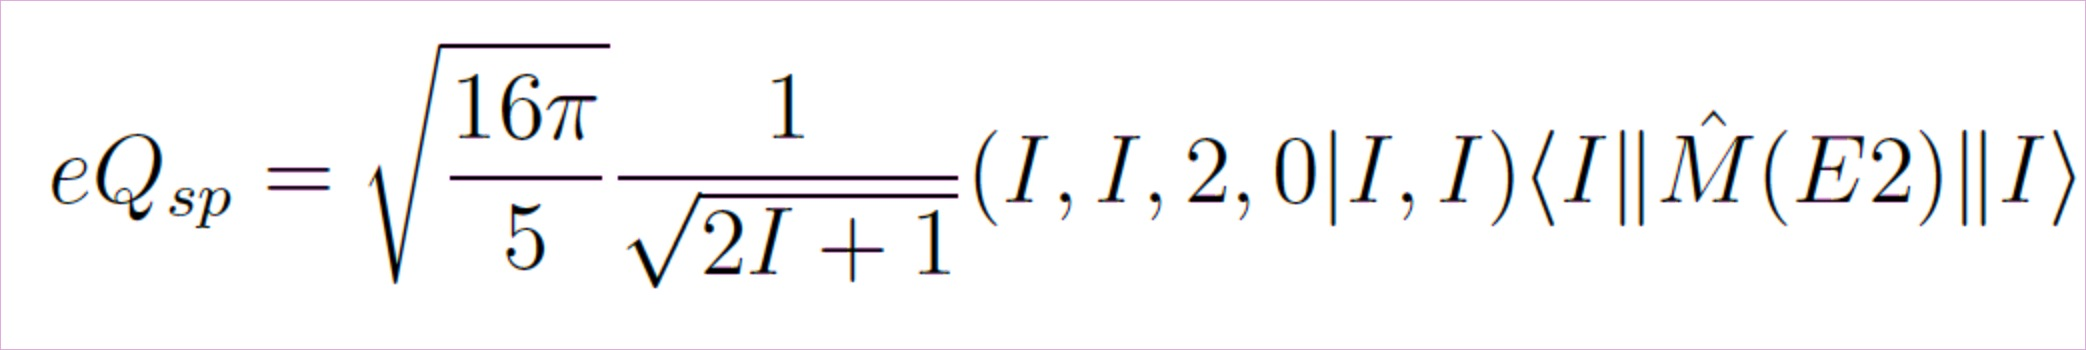 $eQ_{sp} = \sqrt{\frac{16\pi}{5}} \frac{1}{\sqrt{2I+1}} (I, I, 2, 0|I, I) \langle I \| \hat{M}(E2) \| I \rangle$